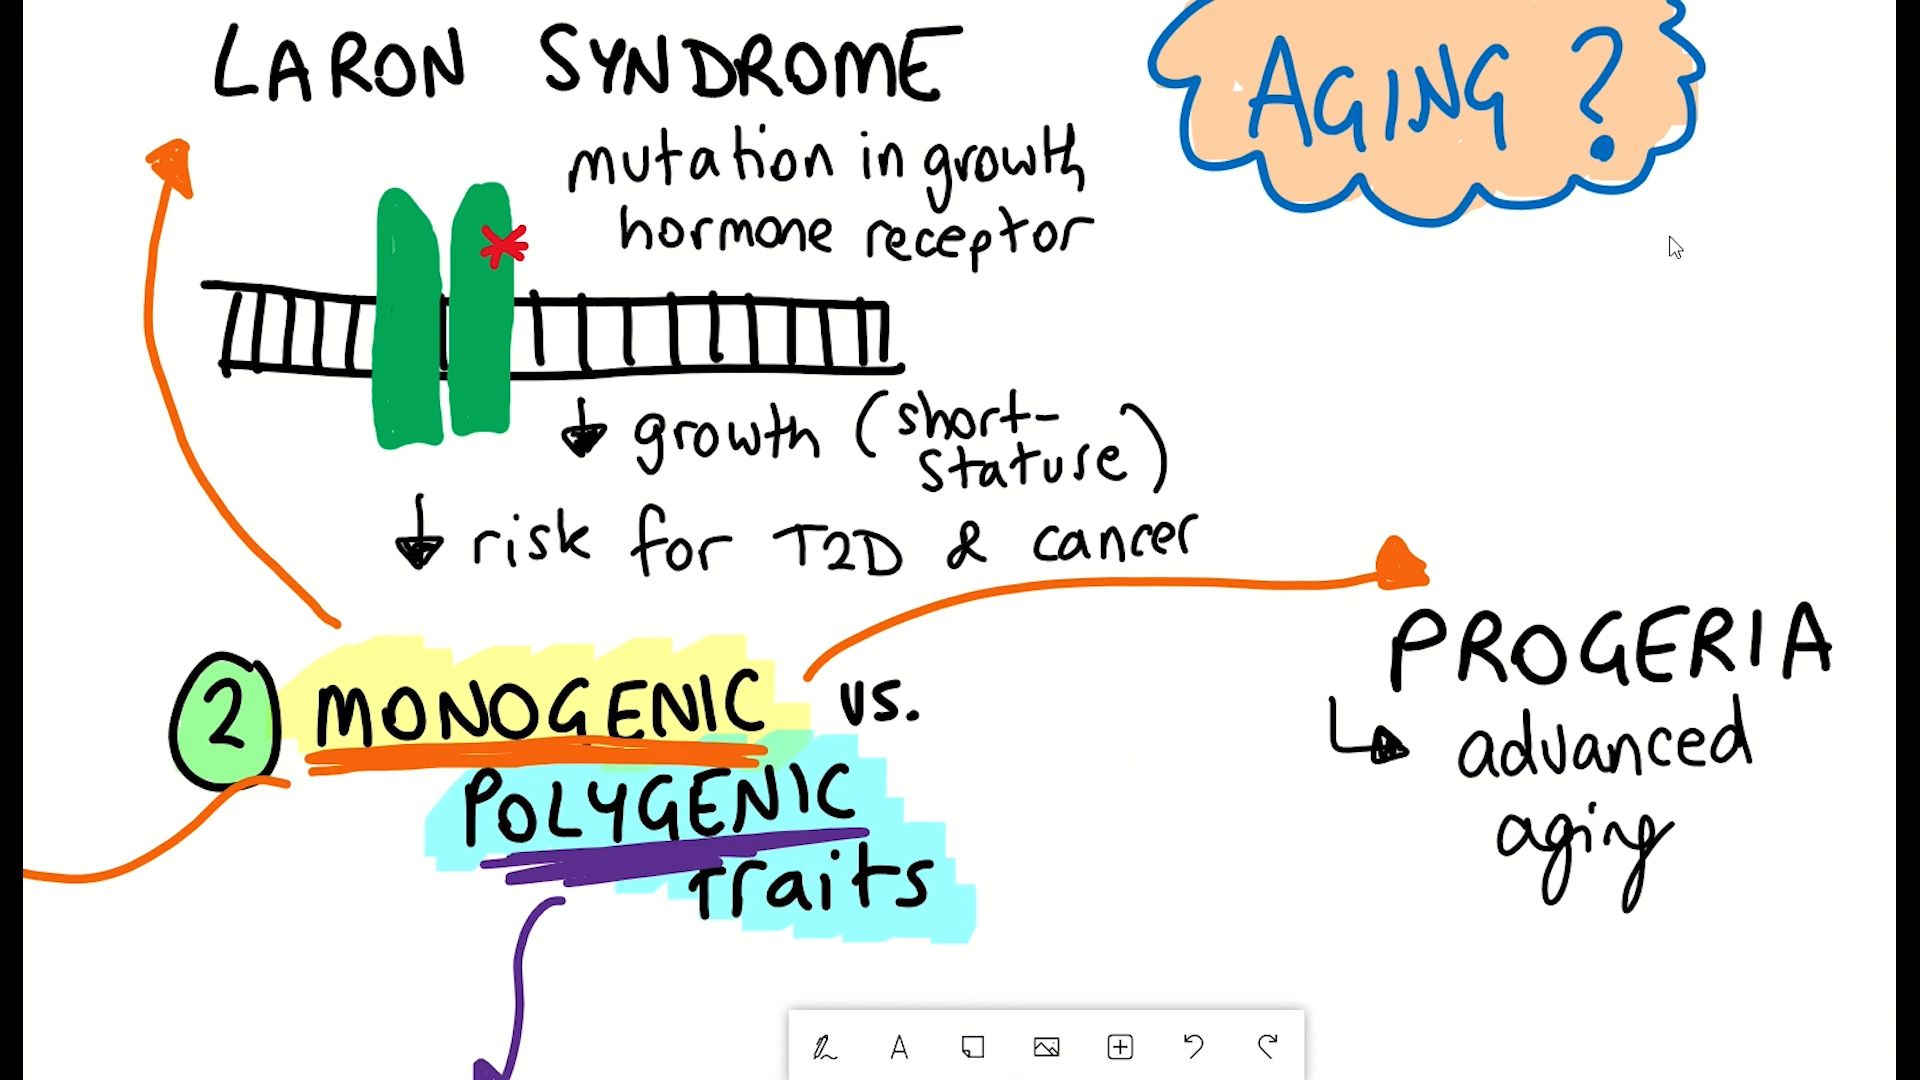 LARON SYNDROME
AGING?
mutation in growth
hormone receptor
↓ growth (short-
stature)
↓ risk for T2D & cancer
PROGERIA
↳ advanced
aging
2 MONOGENIC vs.
POLYGENIC
Traits
A